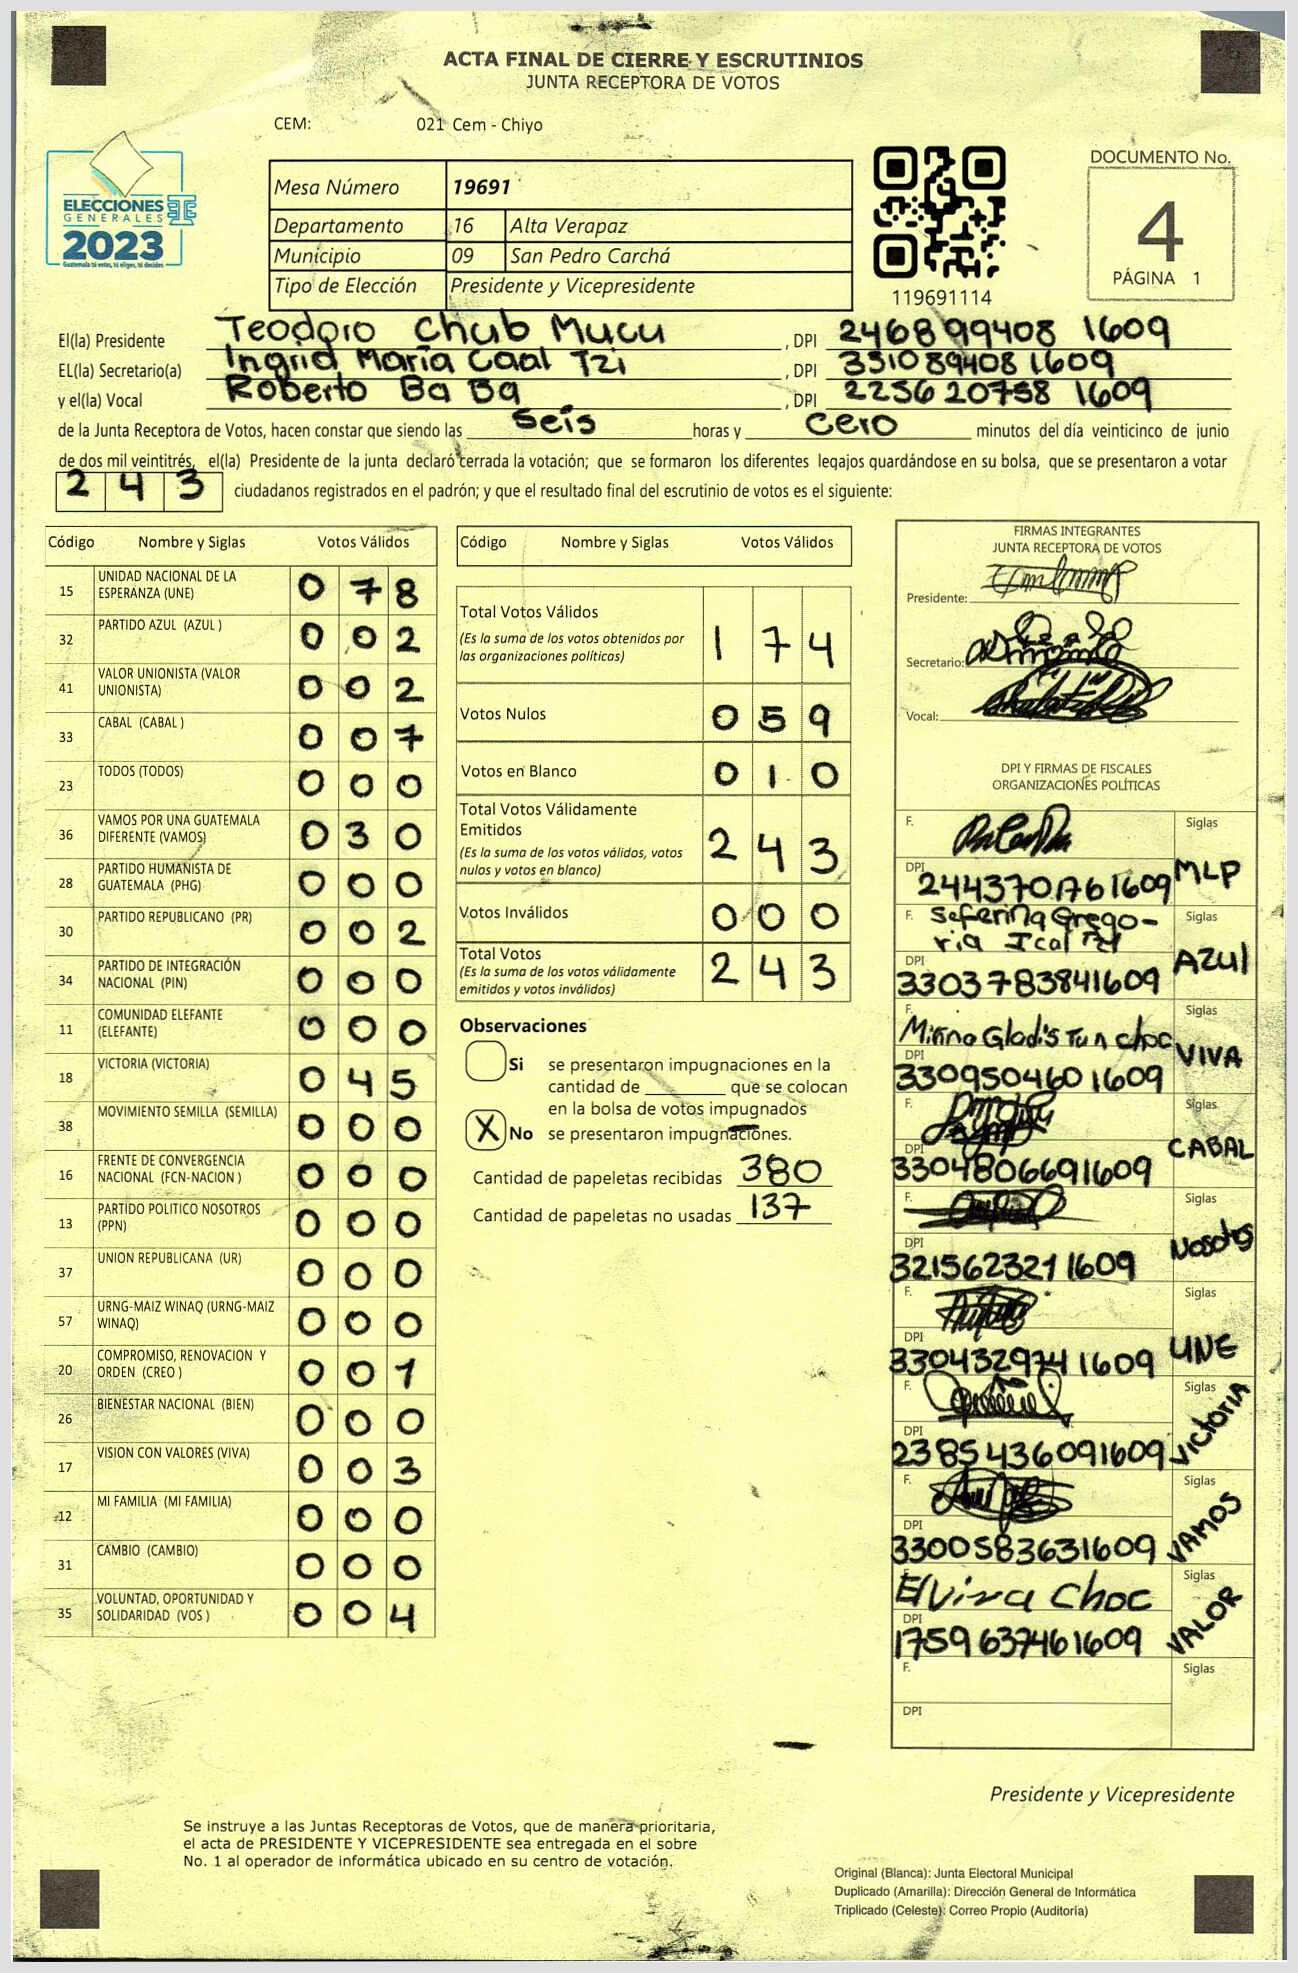 ACTA FINAL DE CIERRE Y ESCRUTINIOS
JUNTA RECEPTORA DE VOTOS
CEM: 021 Cem - Chiyo
ELECCIONES
GENERALES
2023
Guatemala tú votas, tú eliges, tú decides
Mesa Número 19691
Departamento 16 Alta Verapaz
Municipio 09 San Pedro Carchá
Tipo de Elección Presidente y Vicepresidente
119691114
DOCUMENTO No.
4
PÁGINA 1
El(la) Presidente Teodoro Chub Mucu , DPI 2468 99408 1609
EL(la) Secretario(a) Ingrid María Caal Tzi , DPI 3310 89408 1609
y el(la) Vocal Roberto Ba Ba , DPI 2256 20758 1609
de la Junta Receptora de Votos, hacen constar que siendo las seis horas y cero minutos del día veinticinco de junio
de dos mil veintitrés, el(la) Presidente de la junta declaró cerrada la votación; que se formaron los diferentes legajos guardándose en su bolsa, que se presentaron a votar
2 4 3 ciudadanos registrados en el padrón; y que el resultado final del escrutinio de votos es el siguiente:
Código Nombre y Siglas Votos Válidos
15 UNIDAD NACIONAL DE LA
ESPERANZA (UNE) 0 7 8
32 PARTIDO AZUL (AZUL ) 0 0 2
41 VALOR UNIONISTA (VALOR
UNIONISTA) 0 0 2
33 CABAL (CABAL ) 0 0 7
23 TODOS (TODOS) 0 0 0
36 VAMOS POR UNA GUATEMALA
DIFERENTE (VAMOS) 0 3 0
28 PARTIDO HUMANISTA DE
GUATEMALA (PHG) 0 0 0
30 PARTIDO REPUBLICANO (PR) 0 0 2
34 PARTIDO DE INTEGRACIÓN
NACIONAL (PIN) 0 0 0
11 COMUNIDAD ELEFANTE
(ELEFANTE) 0 0 0
18 VICTORIA (VICTORIA) 0 4 5
38 MOVIMIENTO SEMILLA (SEMILLA) 0 0 0
16 FRENTE DE CONVERGENCIA
NACIONAL (FCN-NACION ) 0 0 0
13 PARTIDO POLITICO NOSOTROS
(PPN) 0 0 0
37 UNION REPUBLICANA (UR) 0 0 0
57 URNG-MAIZ WINAQ (URNG-MAIZ
WINAQ) 0 0 0
20 COMPROMISO, RENOVACION Y
ORDEN (CREO ) 0 0 1
26 BIENESTAR NACIONAL (BIEN) 0 0 0
17 VISION CON VALORES (VIVA) 0 0 3
12 MI FAMILIA (MI FAMILIA) 0 0 0
31 CAMBIO (CAMBIO) 0 0 0
35 VOLUNTAD, OPORTUNIDAD Y
SOLIDARIDAD (VOS ) 0 0 4
Código Nombre y Siglas Votos Válidos
Total Votos Válidos
(Es la suma de los votos obtenidos por
las organizaciones políticas) 1 7 4
Votos Nulos 0 5 9
Votos en Blanco 0 1 0
Total Votos Válidamente
Emitidos
(Es la suma de los votos válidos, votos
nulos y votos en blanco) 2 4 3
Votos Inválidos 0 0 0
Total Votos
(Es la suma de los votos válidamente
emitidos y votos inválidos) 2 4 3
Observaciones
Si se presentaron impugnaciones en la
cantidad de ________ que se colocan
en la bolsa de votos impugnados
X No se presentaron impugnaciones.
Cantidad de papeletas recibidas 380
Cantidad de papeletas no usadas 137
FIRMAS INTEGRANTES
JUNTA RECEPTORA DE VOTOS
Presidente:
Secretario:
Vocal:
DPI Y FIRMAS DE FISCALES
ORGANIZACIONES POLÍTICAS
F. Siglas
DPI 2443701761609 MLP
F. Seferina Grego- Siglas
ria Ical Tzi
DPI 3303783841609 AZUL
F. Mirna Gladis Tun choc Siglas
DPI 3309504601609 VIVA
F. Siglas
DPI 3304806691609 CABAL
F. Siglas
DPI 321562321 1609 Nosotos
F. Siglas
DPI 330432974 1609 UNE
F. Siglas
DPI 2385436091609 VictoRIA
F. Siglas
DPI 3300583631609 VAMOS
F. Elvira Choc Siglas
DPI 1759637461609 VALOR
F. Siglas
DPI
Presidente y Vicepresidente
Se instruye a las Juntas Receptoras de Votos, que de manera prioritaria,
el acta de PRESIDENTE Y VICEPRESIDENTE sea entregada en el sobre
No. 1 al operador de informática ubicado en su centro de votación.
Original (Blanca): Junta Electoral Municipal
Duplicado (Amarilla): Dirección General de Informática
Triplicado (Celeste): Correo Propio (Auditoría)